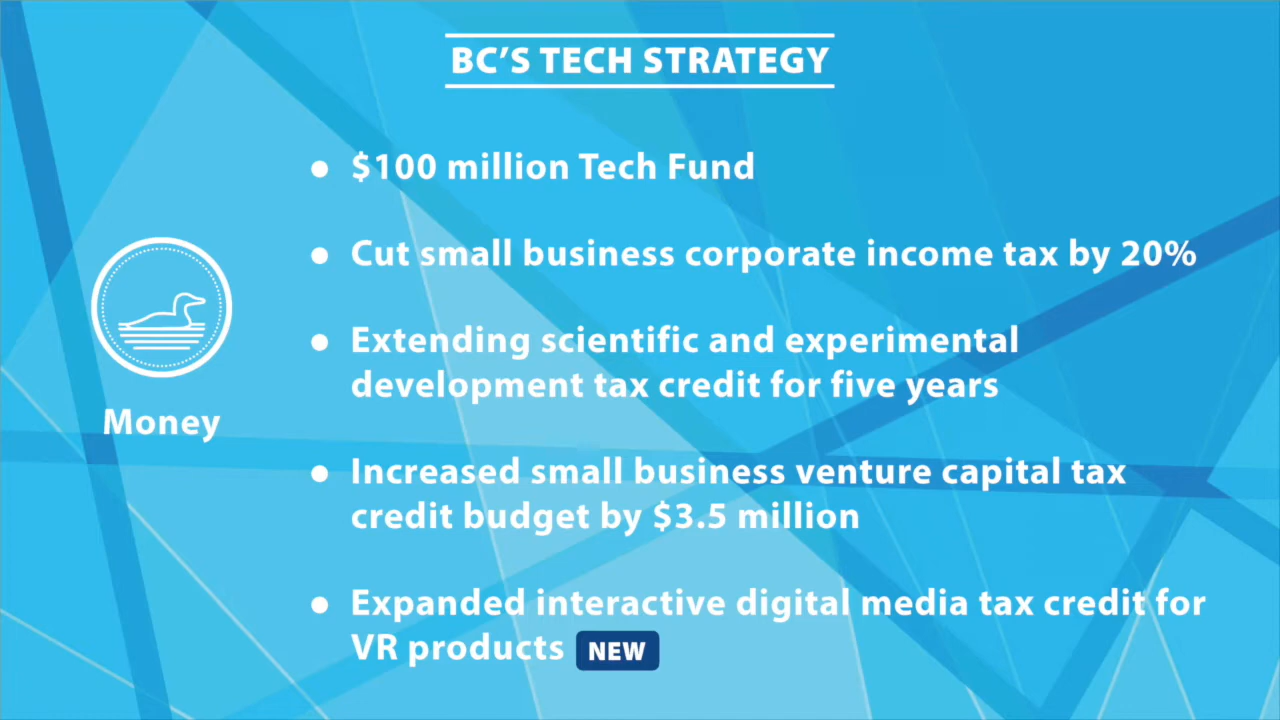 BC’S TECH STRATEGY
• $100 million Tech Fund
• Cut small business corporate income tax by 20%
• Extending scientific and experimental
development tax credit for five years
Money
• Increased small business venture capital tax
credit budget by $3.5 million
• Expanded interactive digital media tax credit for
VR products NEW